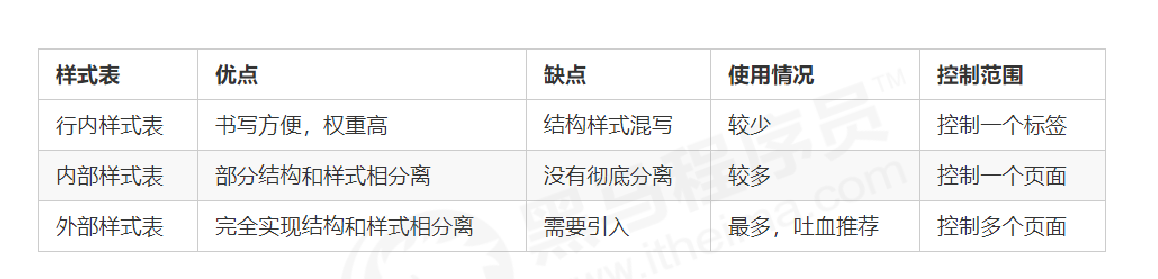 样式表 优点 缺点 使用情况 控制范围
行内样式表 书写方便，权重高 结构样式混写 较少 控制一个标签
内部样式表 部分结构和样式相分离 没有彻底分离 较多 控制一个页面
外部样式表 完全实现结构和样式相分离 需要引入 最多，吐血推荐 控制多个页面
黑马程序员™
www.itheima.com